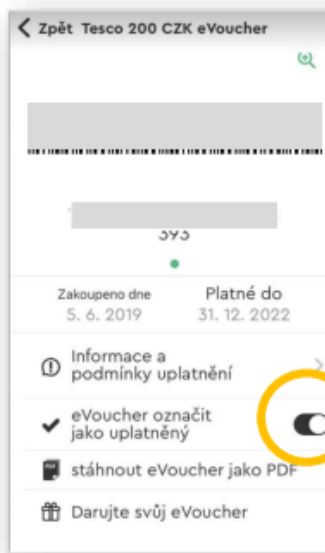 Zpět Tesco 200 CZK eVoucher
393
Zakoupeno dne Platné do
5. 6. 2019 31. 12. 2022
Informace a
podmínky uplatnění
eVoucher označit
jako uplatněný
stáhnout eVoucher jako PDF
Darujte svůj eVoucher